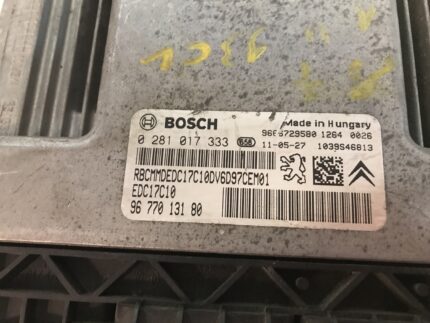 BOSCH
Made in Hungary
0 281 017 333
9666729580 1264 0026
11-05-27 1039S46813
RBCMMDEDC17C10DV6D97CEM01
EDC17C10
96 770 131 80